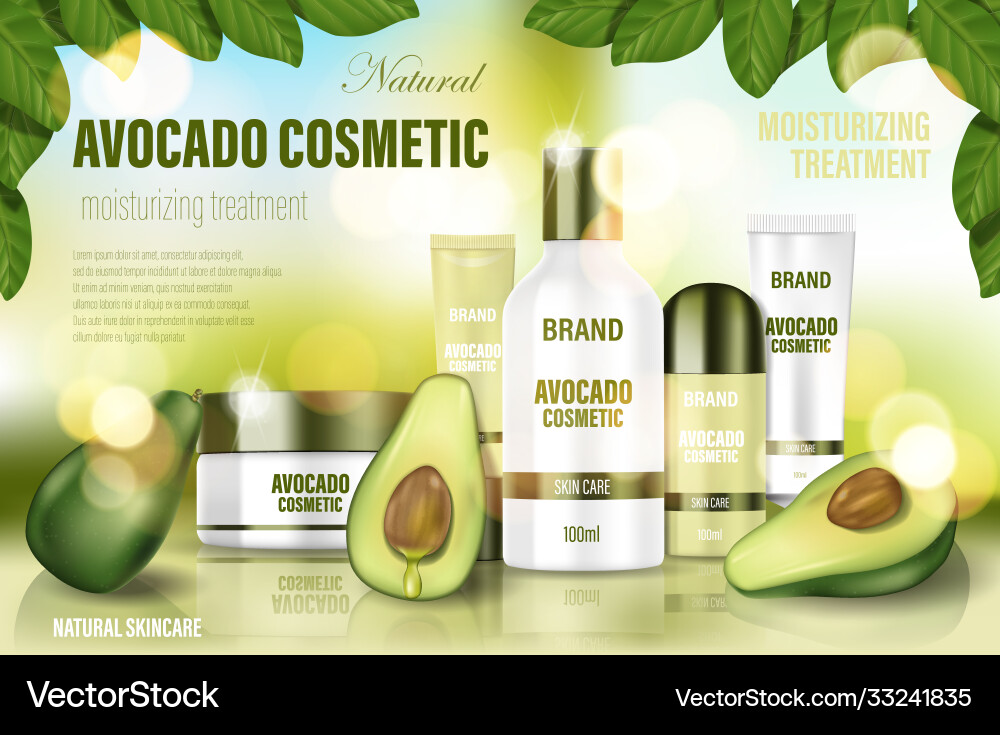 Natural
AVOCADO COSMETIC
moisturizing treatment
Lorem ipsum dolor sit amet, consectetur adipiscing elit,
sed do eiusmod tempor incididunt ut labore et dolore magna aliqua.
Ut enim ad minim veniam, quis nostrud exercitation
ullamco laboris nisi ut aliquip ex ea commodo consequat.
Duis aute irure dolor in reprehenderit in voluptate velit esse
cillum dolore eu fugiat nulla pariatur.
MOISTURIZING
TREATMENT
BRAND
AVOCADO
COSMETIC
BRAND
AVOCADO
COSMETIC
SKIN CARE
100ml
BRAND
AVOCADO
COSMETIC
SKIN CARE
100ml
BRAND
AVOCADO
COSMETIC
SKIN CARE
100ml
AVOCADO
COSMETIC
NATURAL SKINCARE
VectorStock
VectorStock.com/33241835